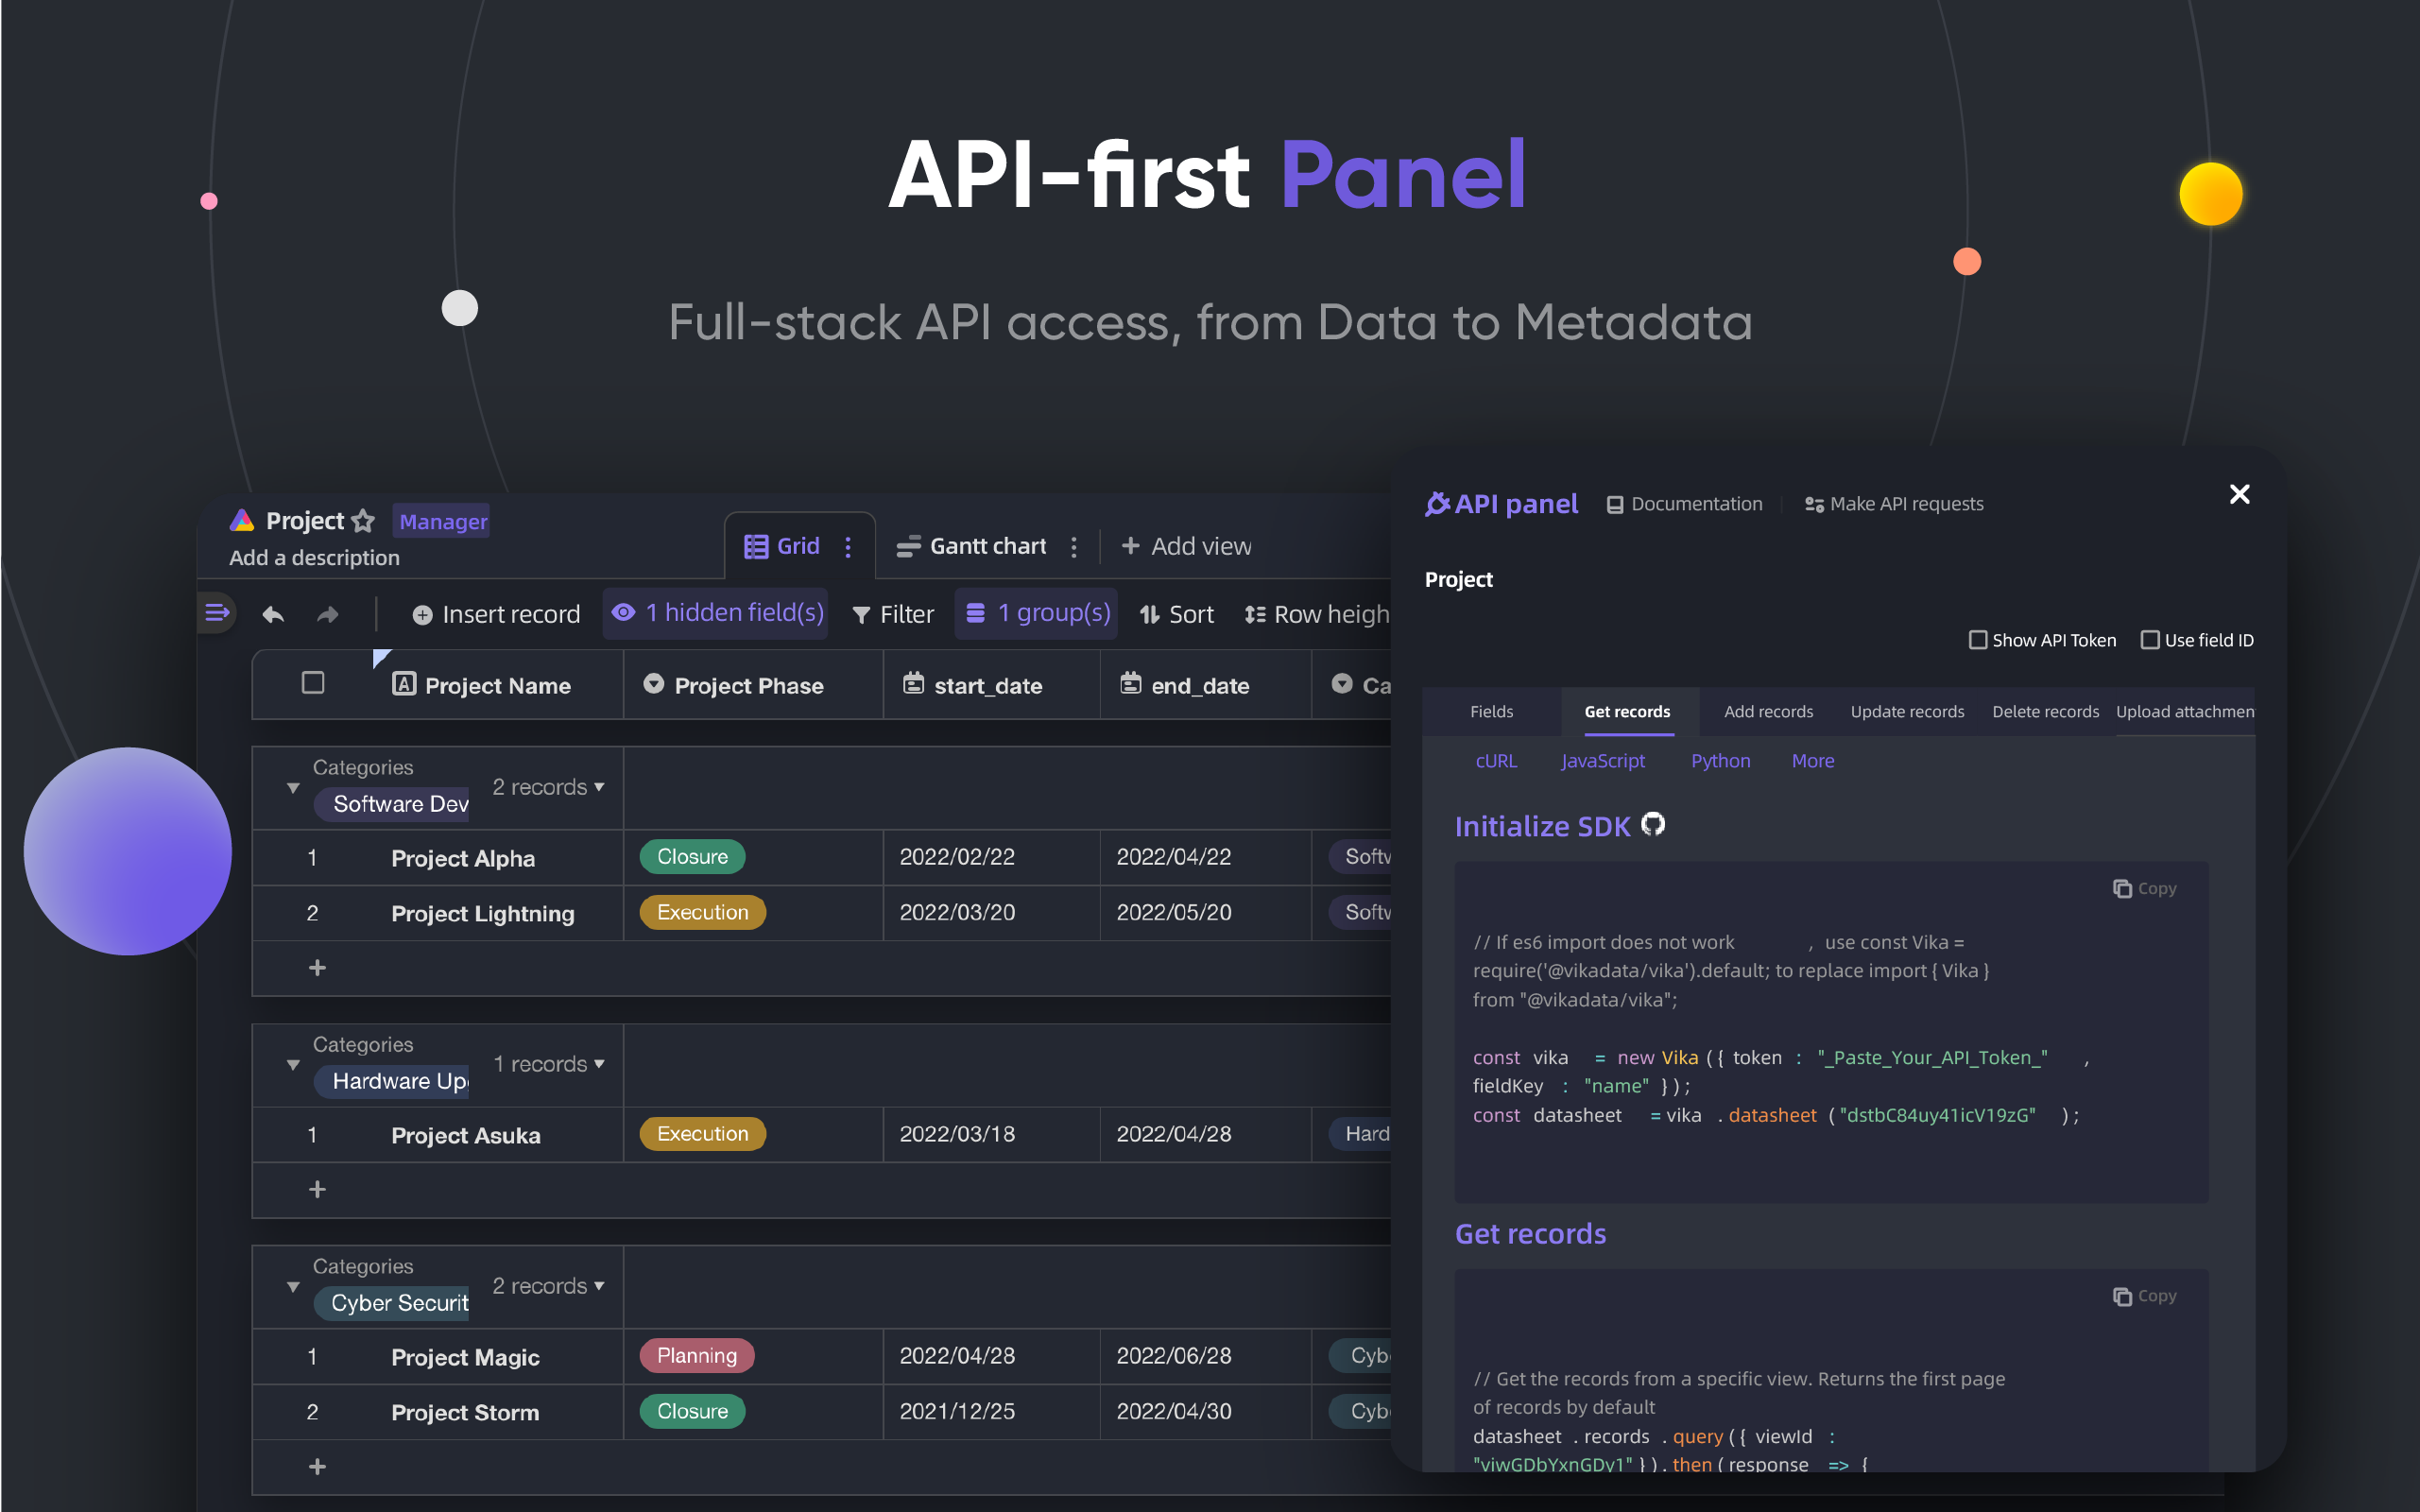 API-first Panel
Full-stack API access, from Data to Metadata
Project Manager
Add a description
Grid
Gantt chart
Add view
Insert record
1 hidden field(s)
Filter
1 group(s)
Sort
Row heigh
Project Name
Project Phase
start_date
end_date
Ca
Categories
Software Dev
2 records
1 Project Alpha Closure 2022/02/22 2022/04/22 Softv
2 Project Lightning Execution 2022/03/20 2022/05/20 Softv
+
Categories
Hardware Up
1 records
1 Project Asuka Execution 2022/03/18 2022/04/28 Hard
+
Categories
Cyber Securit
2 records
1 Project Magic Planning 2022/04/28 2022/06/28 Cyb
2 Project Storm Closure 2021/12/25 2022/04/30 Cyb
+
API panel
Documentation
Make API requests
Project
Show API Token
Use field ID
Fields
Get records
Add records
Update records
Delete records
Upload attachmen
cURL
JavaScript
Python
More
Initialize SDK
Copy
// If es6 import does not work , use const Vika =
require('@vikadata/vika').default; to replace import { Vika }
from "@vikadata/vika";
const vika = new Vika ( { token : "_Paste_Your_API_Token_" ,
fieldKey : "name" } ) ;
const datasheet = vika . datasheet ( "dstbC84uy41icV19zG" ) ;
Get records
Copy
// Get the records from a specific view. Returns the first page
of records by default
datasheet . records . query ( { viewId :
"viwGDbYxnGDy1" } ) . then ( response => {